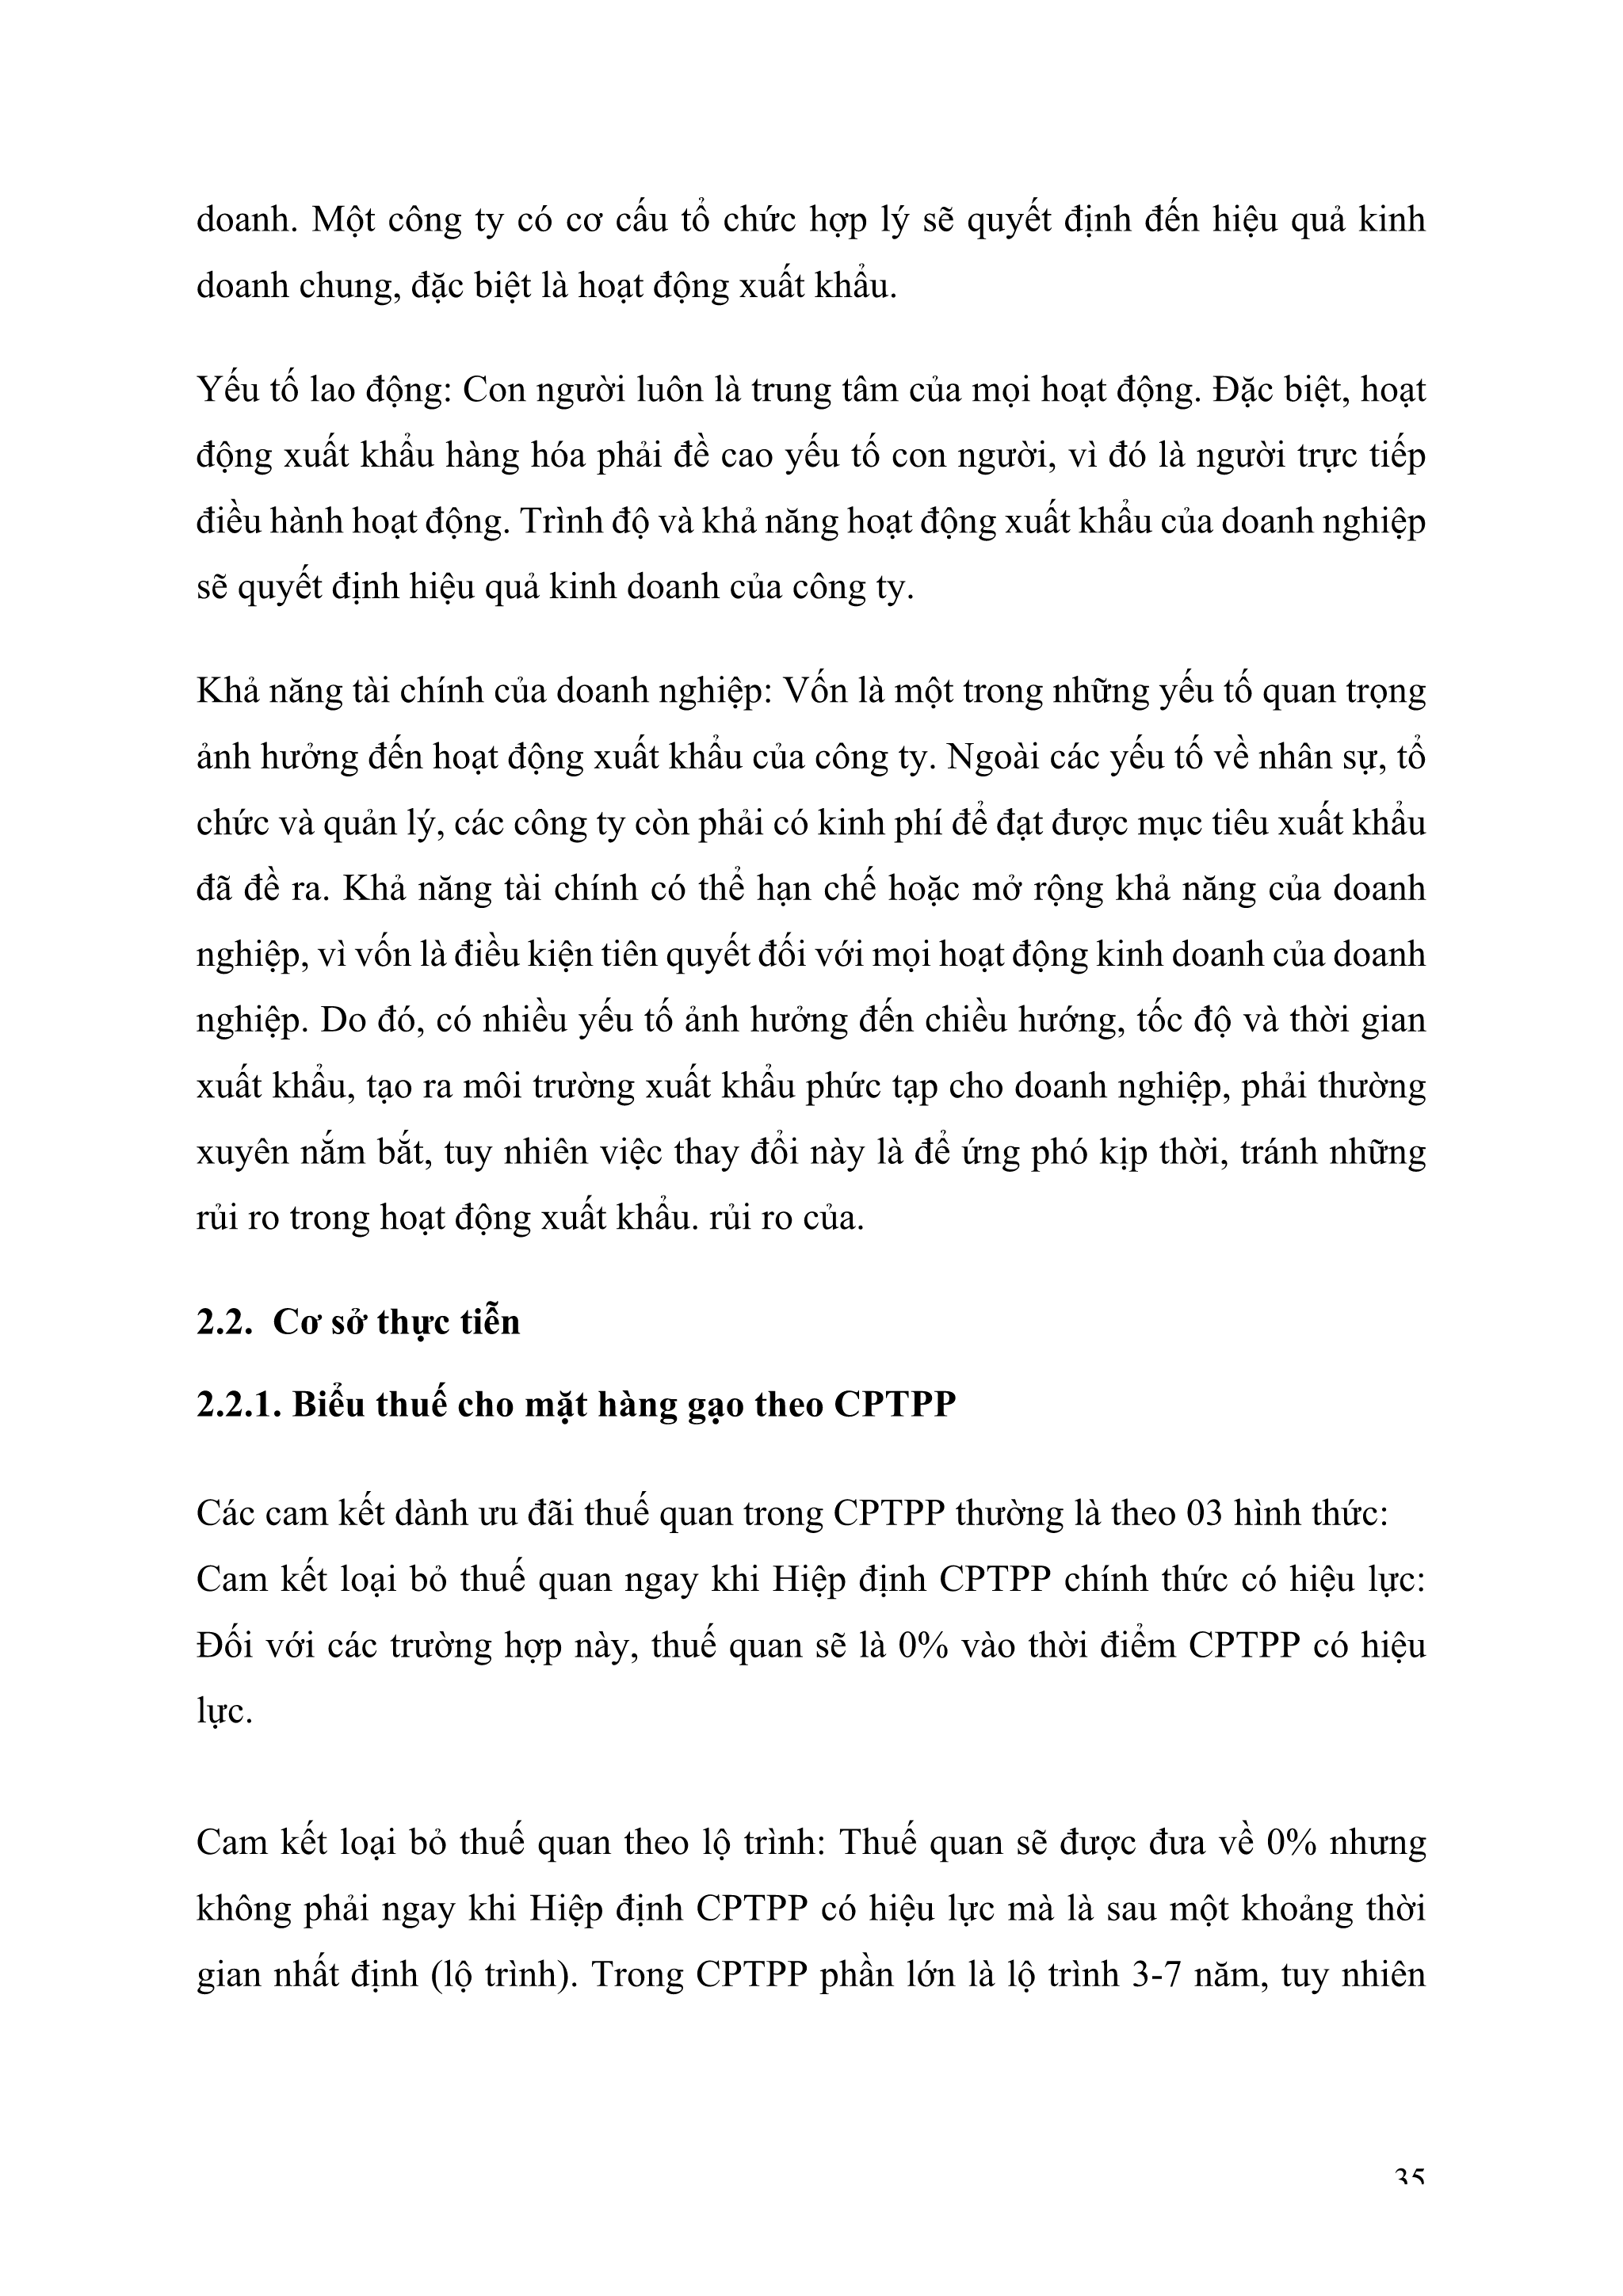 doanh. Một công ty có cơ cấu tổ chức hợp lý sẽ quyết định đến hiệu quả kinh
doanh chung, đặc biệt là hoạt động xuất khẩu.
Yếu tố lao động: Con người luôn là trung tâm của mọi hoạt động. Đặc biệt, hoạt
động xuất khẩu hàng hóa phải đề cao yếu tố con người, vì đó là người trực tiếp
điều hành hoạt động. Trình độ và khả năng hoạt động xuất khẩu của doanh nghiệp
sẽ quyết định hiệu quả kinh doanh của công ty.
Khả năng tài chính của doanh nghiệp: Vốn là một trong những yếu tố quan trọng
ảnh hưởng đến hoạt động xuất khẩu của công ty. Ngoài các yếu tố về nhân sự, tổ
chức và quản lý, các công ty còn phải có kinh phí để đạt được mục tiêu xuất khẩu
đã đề ra. Khả năng tài chính có thể hạn chế hoặc mở rộng khả năng của doanh
nghiệp, vì vốn là điều kiện tiên quyết đối với mọi hoạt động kinh doanh của doanh
nghiệp. Do đó, có nhiều yếu tố ảnh hưởng đến chiều hướng, tốc độ và thời gian
xuất khẩu, tạo ra môi trường xuất khẩu phức tạp cho doanh nghiệp, phải thường
xuyên nắm bắt, tuy nhiên việc thay đổi này là để ứng phó kịp thời, tránh những
rủi ro trong hoạt động xuất khẩu. rủi ro của.
2.2. Cơ sở thực tiễn
2.2.1. Biểu thuế cho mặt hàng gạo theo CPTPP
Các cam kết dành ưu đãi thuế quan trong CPTPP thường là theo 03 hình thức:
Cam kết loại bỏ thuế quan ngay khi Hiệp định CPTPP chính thức có hiệu lực:
Đối với các trường hợp này, thuế quan sẽ là 0% vào thời điểm CPTPP có hiệu
lực.
Cam kết loại bỏ thuế quan theo lộ trình: Thuế quan sẽ được đưa về 0% nhưng
không phải ngay khi Hiệp định CPTPP có hiệu lực mà là sau một khoảng thời
gian nhất định (lộ trình). Trong CPTPP phần lớn là lộ trình 3-7 năm, tuy nhiên
35